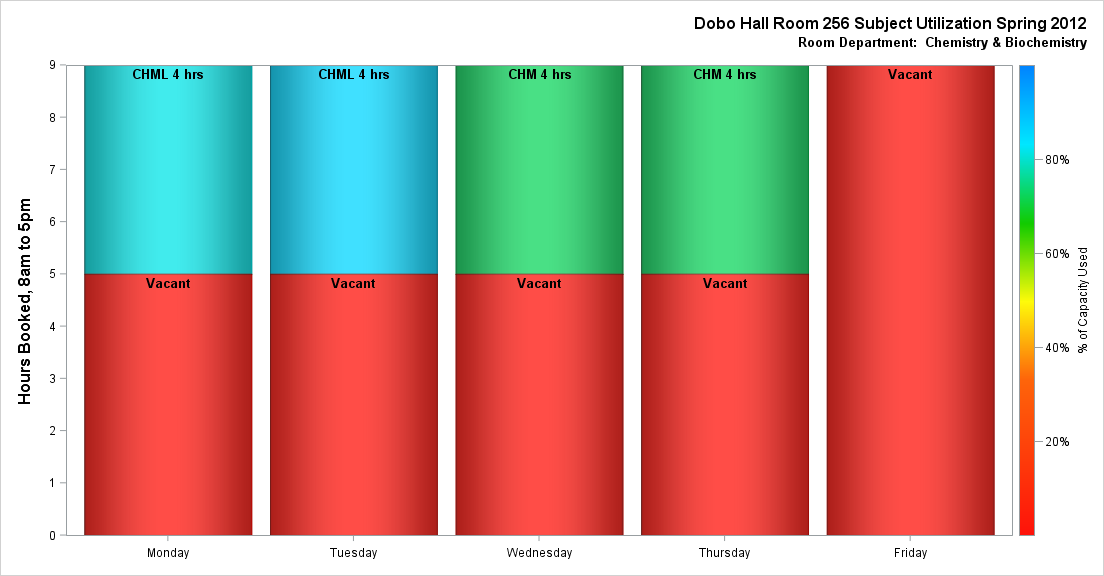 Dobo Hall Room 256 Subject Utilization Spring 2012
Room Department:  Chemistry & Biochemistry
Hours Booked, 8am to 5pm
9
8
7
6
5
4
3
2
1
0
CHML 4 hrs
CHML 4 hrs
CHM 4 hrs
CHM 4 hrs
Vacant
Vacant
Vacant
Vacant
Vacant
Monday
Tuesday
Wednesday
Thursday
Friday
80%
60%
40%
20%
% of Capacity Used